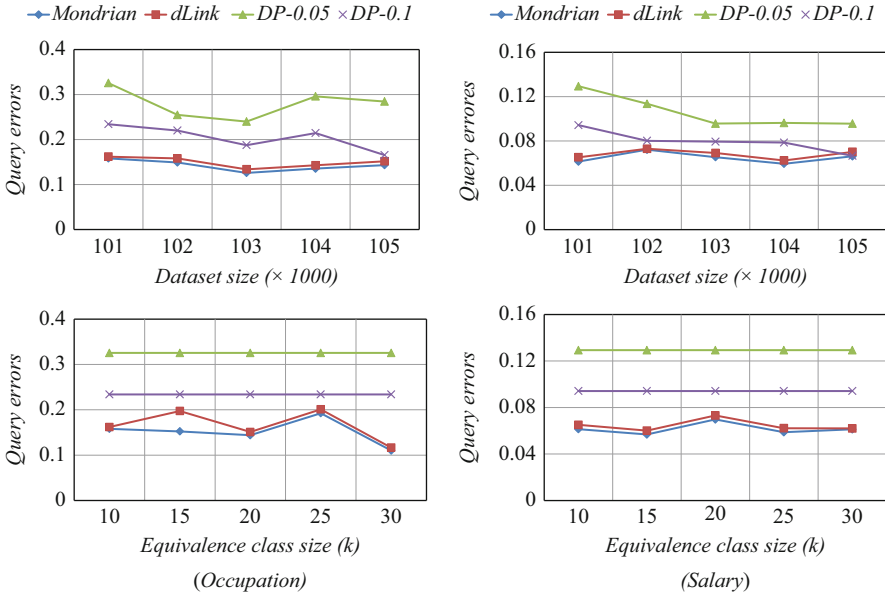 Mondrian dLink DP-0.05 DP-0.1
0.4
0.3
0.2
0.1
0
Query errors
101 102 103 104 105
Dataset size (× 1000)
Mondrian dLink DP-0.05 DP-0.1
0.16
0.12
0.08
0.04
0
Query errores
101 102 103 104 105
Dataset size (× 1000)
0.4
0.3
0.2
0.1
0
Query errors
10 15 20 25 30
Equivalence class size (k)
(Occupation)
0.16
0.12
0.08
0.04
0
Query errors
10 15 20 25 30
Equivalence class size (k)
(Salary)